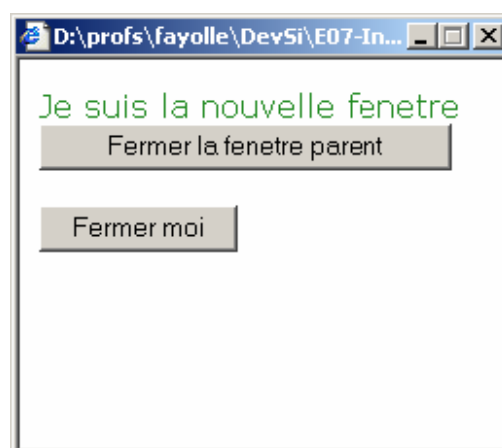 D:\profs\fayolle\DevSi\E07-In...
Je suis la nouvelle fenetre
Fermer la fenetre parent
Fermer moi